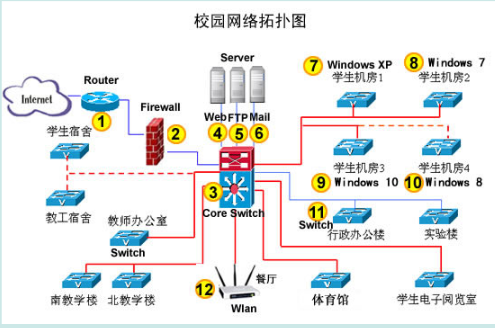 校园网络拓扑图
Server
7 Windows XP
学生机房1
8 Windows 7
学生机房2
Router
Internet
1
Firewall
2
Web FTP Mail
4 5 6
学生宿舍
学生机房3
9 Windows 10
学生机房4
10 Windows 8
3
Core Switch
11
Switch
教工宿舍
教师办公室
Switch
行政办公楼
实验楼
南教学楼
北教学楼
12
餐厅
Wlan
体育馆
学生电子阅览室